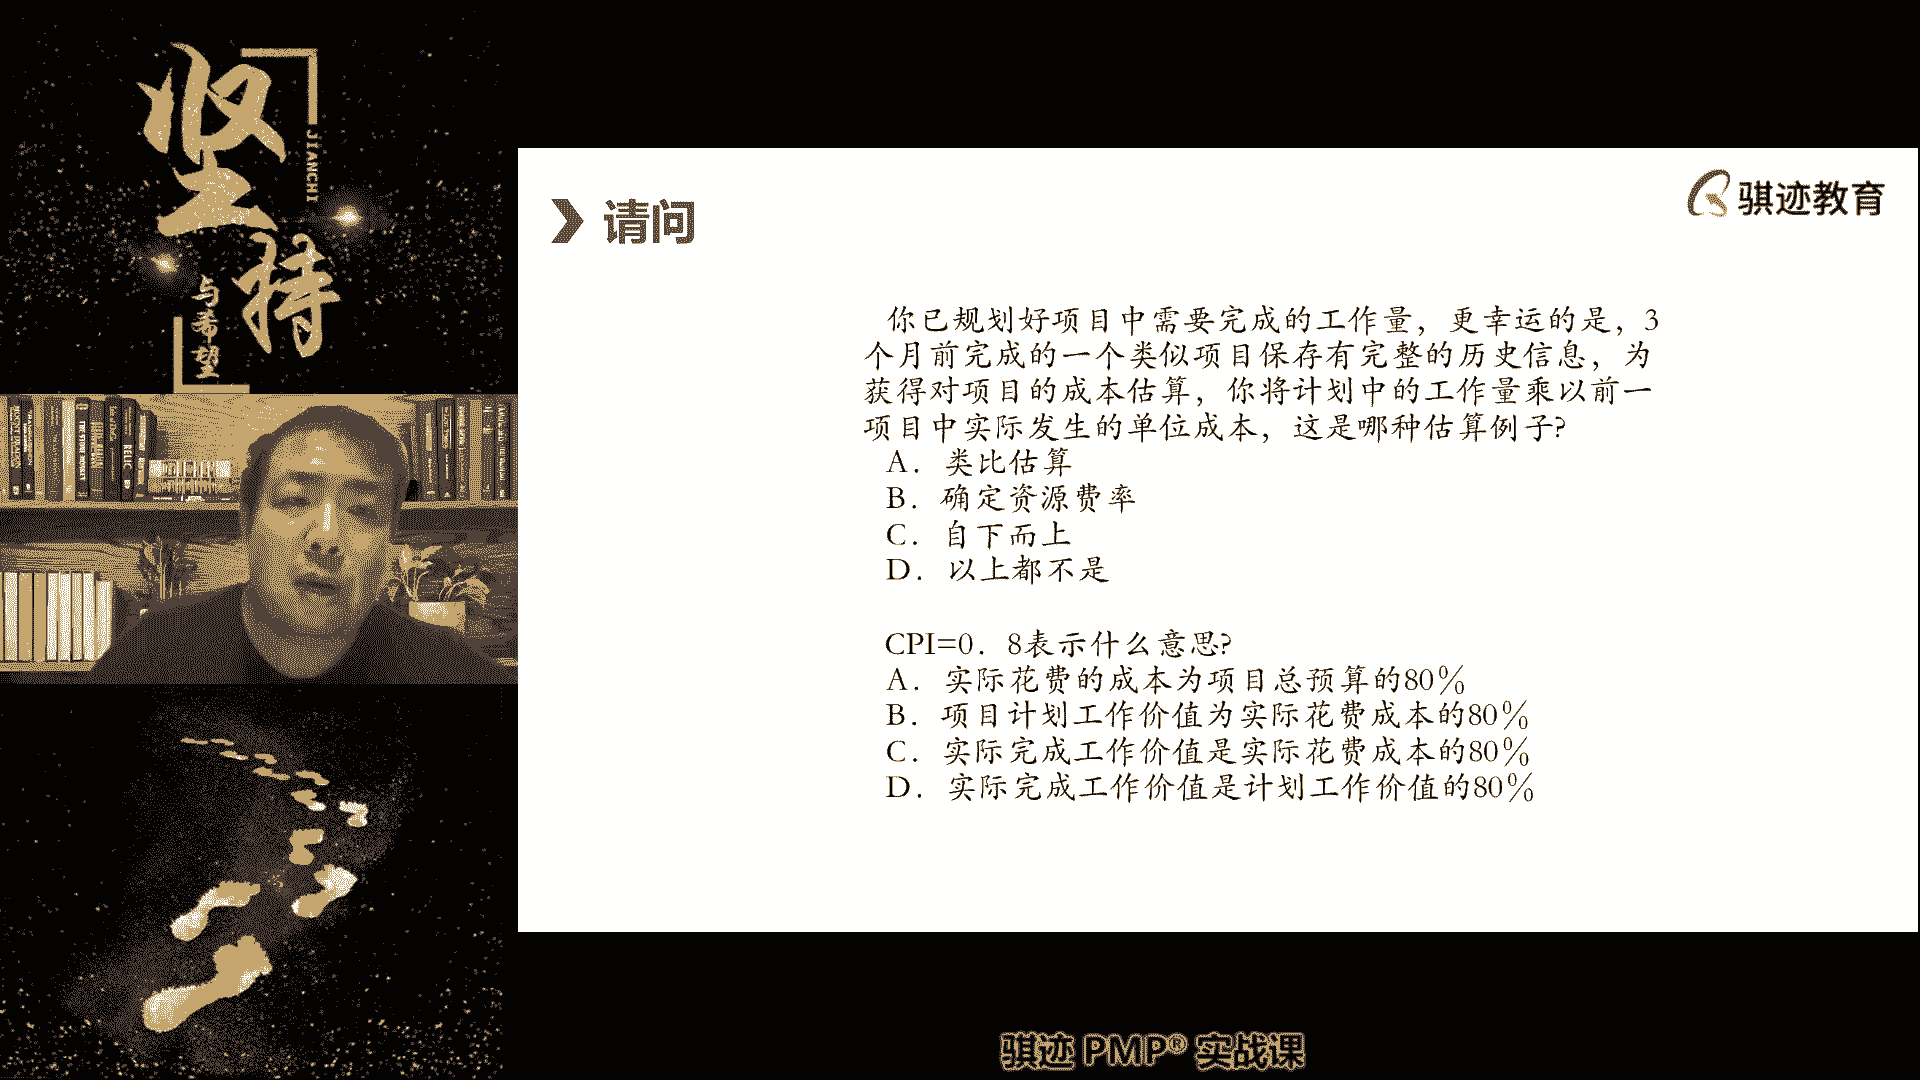 坚持
JIANCHI
与希望
骐迹教育
请问
你已规划好项目中需要完成的工作量，更幸运的是，3
个月前完成的一个类似项目保存有完整的历史信息，为
获得对项目的成本估算，你将计划中的工作量乘以前一
项目中实际发生的单位成本，这是哪种估算例子?
A．类比估算
B．确定资源费率
C．自下而上
D．以上都不是
CPI=0．8表示什么意思?
A．实际花费的成本为项目总预算的80％
B．项目计划工作价值为实际花费成本的80％
C．实际完成工作价值是实际花费成本的80％
D．实际完成工作价值是计划工作价值的80％
骐迹 PMP® 实战课